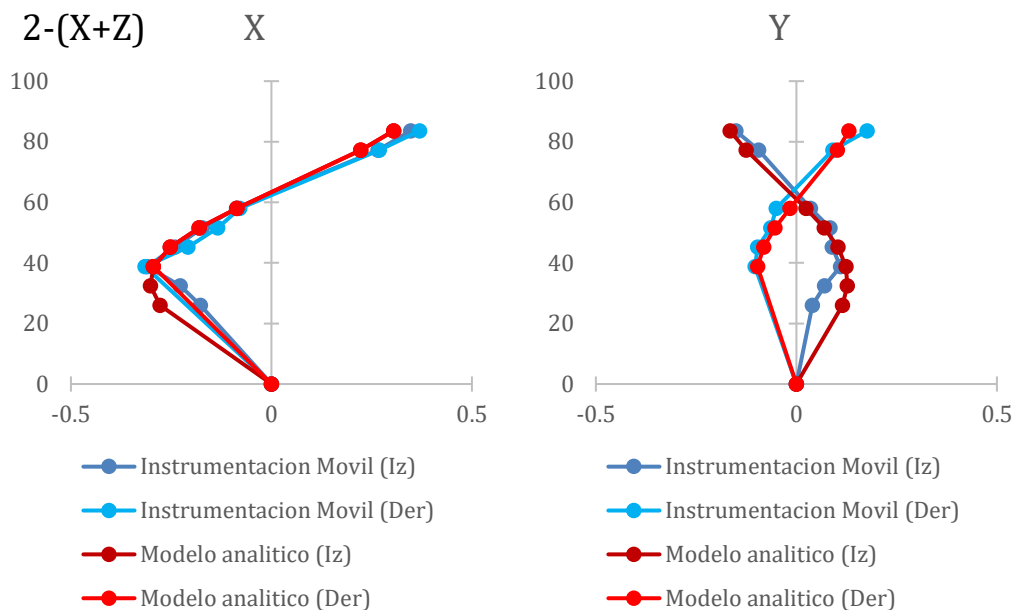 2-(X+Z)
X
100
80
60
40
20
0
-0.5
0
0.5
Instrumentacion Movil (Iz)
Instrumentacion Movil (Der)
Modelo analitico (Iz)
Modelo analitico (Der)
Y
100
80
60
40
20
0
-0.5
0
0.5
Instrumentacion Movil (Iz)
Instrumentacion Movil (Der)
Modelo analitico (Iz)
Modelo analitico (Der)